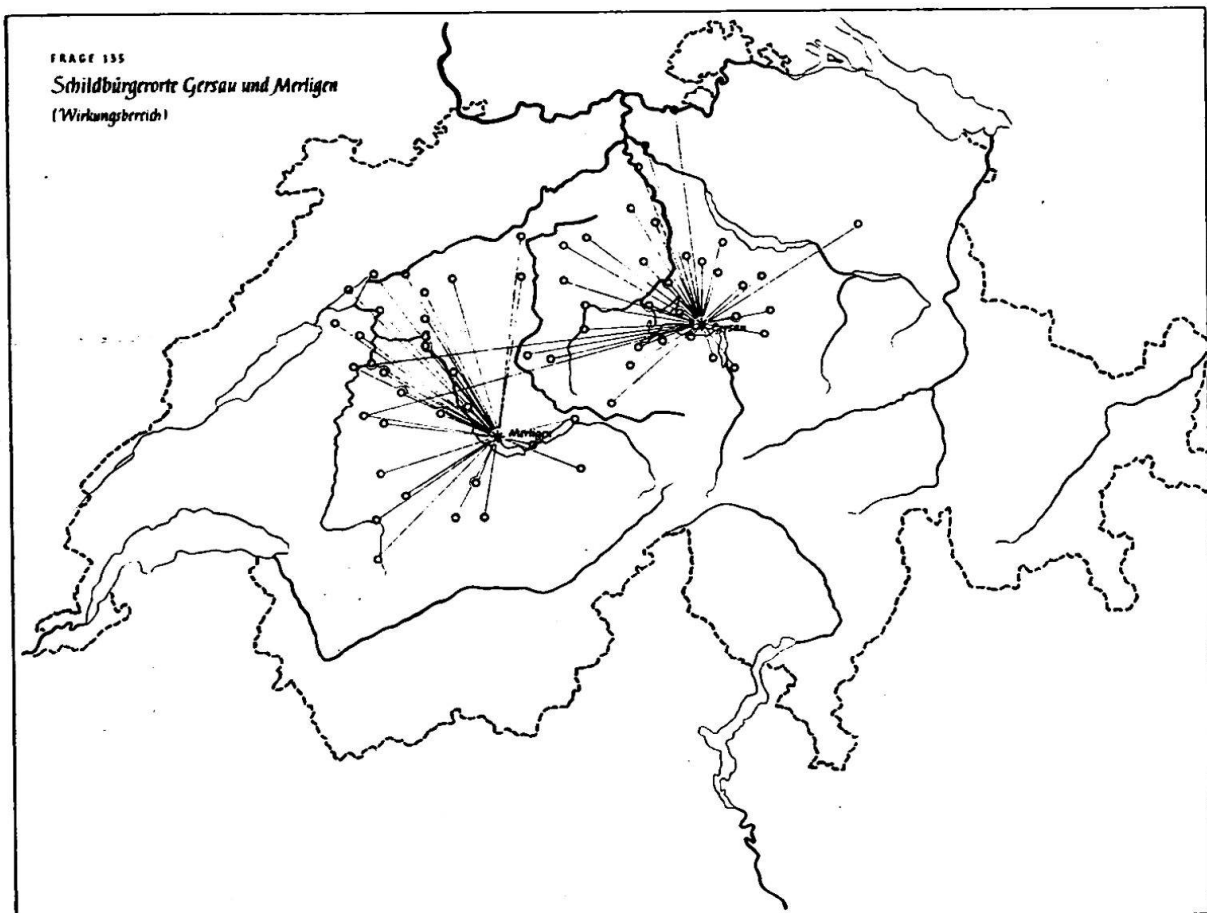 FRAGE 135
Schildbürgerorte Gersau und Merligen
(Wirkungsbereich)
Gersau
Merligen